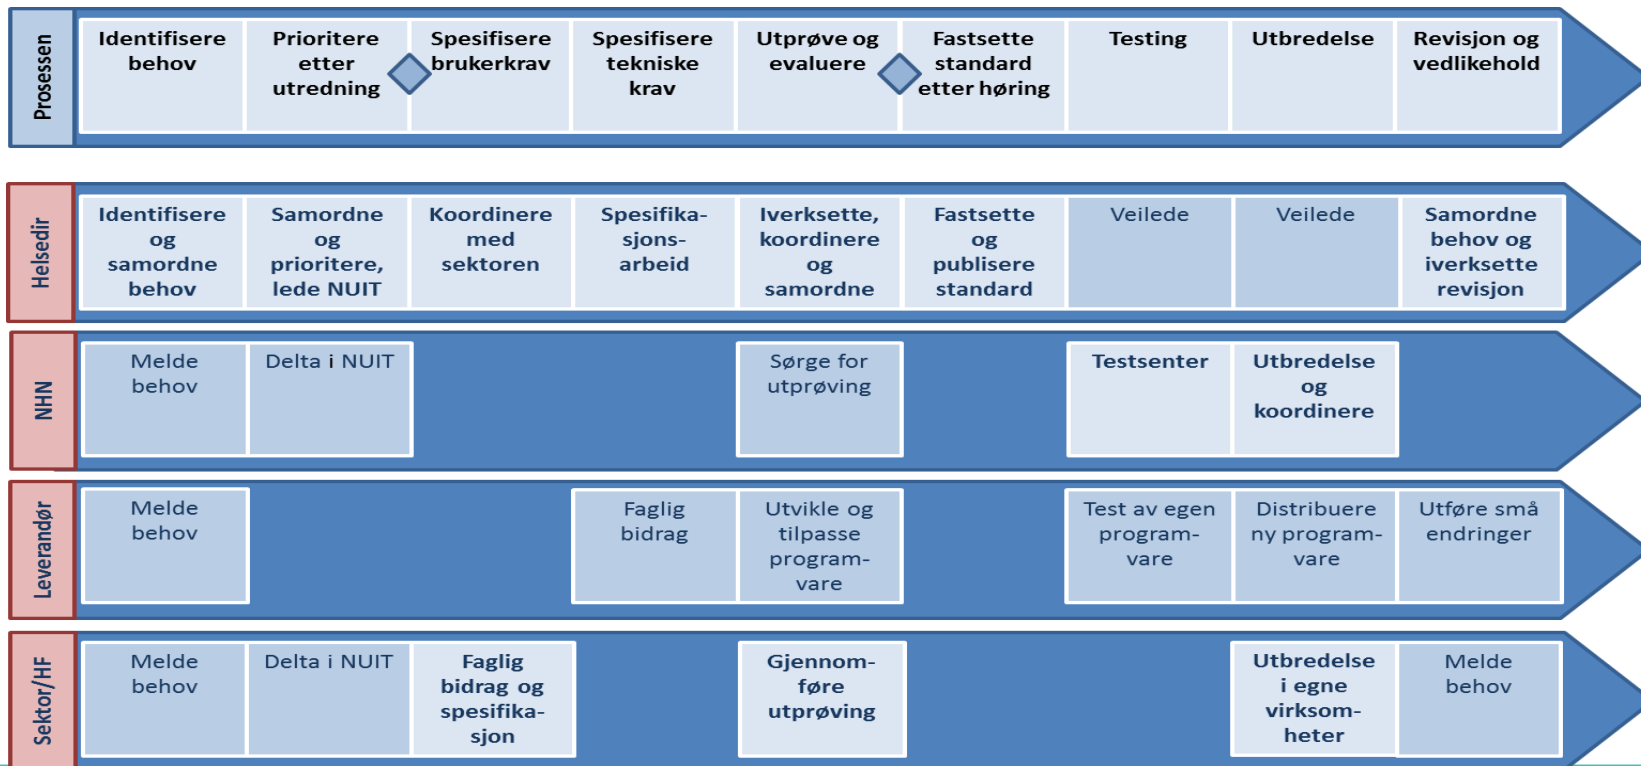 Prosessen
Identifisere
behov
Prioritere
etter
utredning
Spesifisere
brukerkrav
Spesifisere
tekniske
krav
Utprøve og
evaluere
Fastsette
standard
etter høring
Testing
Utbredelse
Revisjon og
vedlikehold
Helsedir
Identifisere
og
samordne
behov
Samordne
og
prioritere,
lede NUIT
Koordinere
med
sektoren
Spesifika-
sjons-
arbeid
Iverksette,
koordinere
og
samordne
Fastsette
og
publisere
standard
Veilede
Veilede
Samordne
behov og
iverksette
revisjon
NHN
Melde
behov
Delta i NUIT
Sørge for
utprøving
Testsenter
Utbredelse
og
koordinere
Leverandør
Melde
behov
Faglig
bidrag
Utvikle og
tilpasse
program-
vare
Test av egen
program-
vare
Distribuere
ny program-
vare
Utføre små
endringer
Sektor/HF
Melde
behov
Delta i NUIT
Faglig
bidrag og
spesifika-
sjon
Gjennom-
føre
utprøving
Utbredelse
i egne
virksom-
heter
Melde
behov